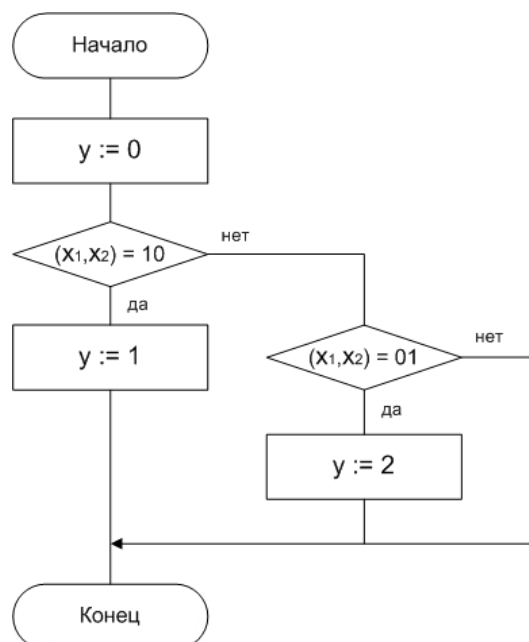 Начало
y := 0
(x₁,x₂) = 10
нет
да
y := 1
(x₁,x₂) = 01
нет
да
y := 2
Конец